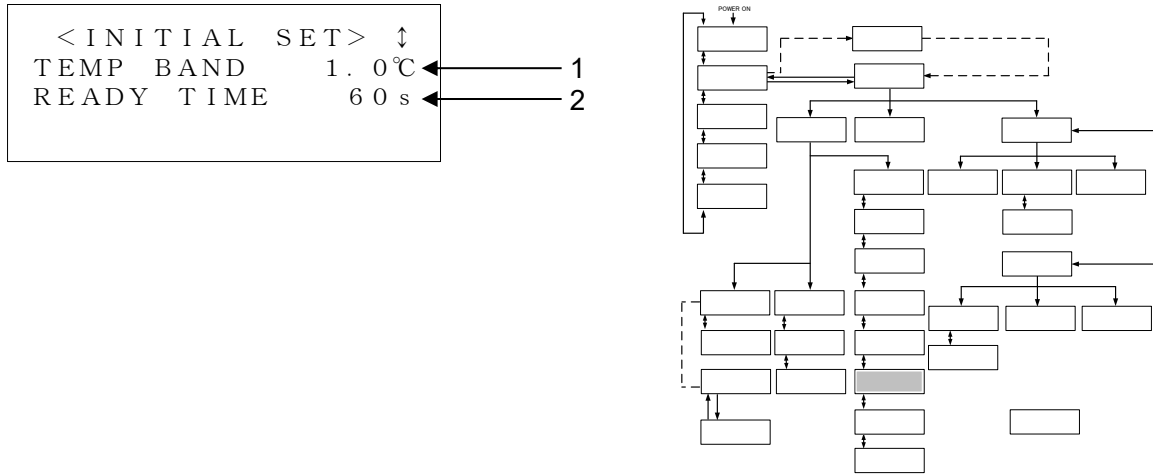 <INITIAL SET> ↕
TEMP BAND 1.0℃
READY TIME 60s
1
2
POWER ON